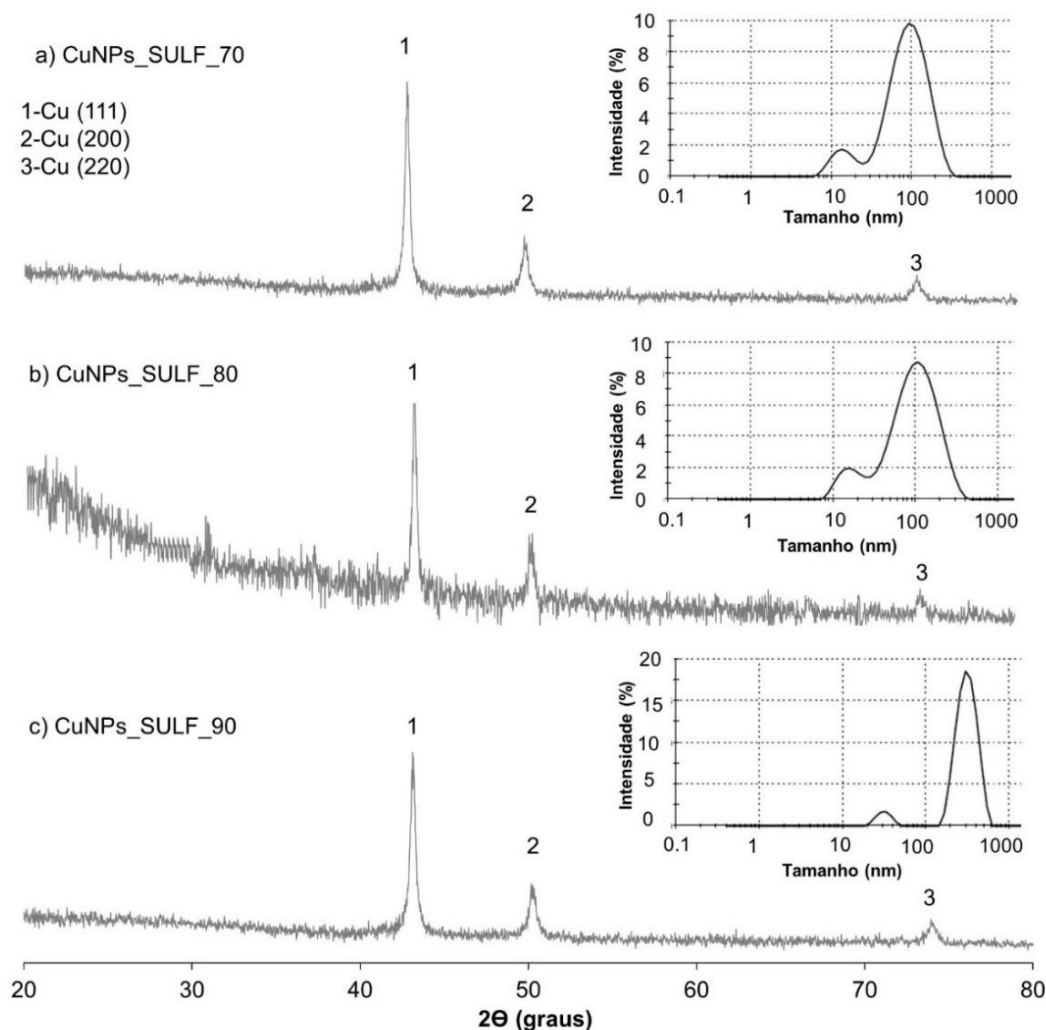 a) CuNPs_SULF_70
1-Cu (111)
2-Cu (200)
3-Cu (220)
1
2
3
Intensidade (%)
10
8
6
4
2
0
0.1 1 10 100 1000
Tamanho (nm)
b) CuNPs_SULF_80
1
2
3
Intensidade (%)
10
8
6
4
2
0
0.1 1 10 100 1000
Tamanho (nm)
c) CuNPs_SULF_90
1
2
3
Intensidade (%)
20
15
10
5
0
0.1 1 10 100 1000
Tamanho (nm)
20 30 40 50 60 70 80
2ϴ (graus)